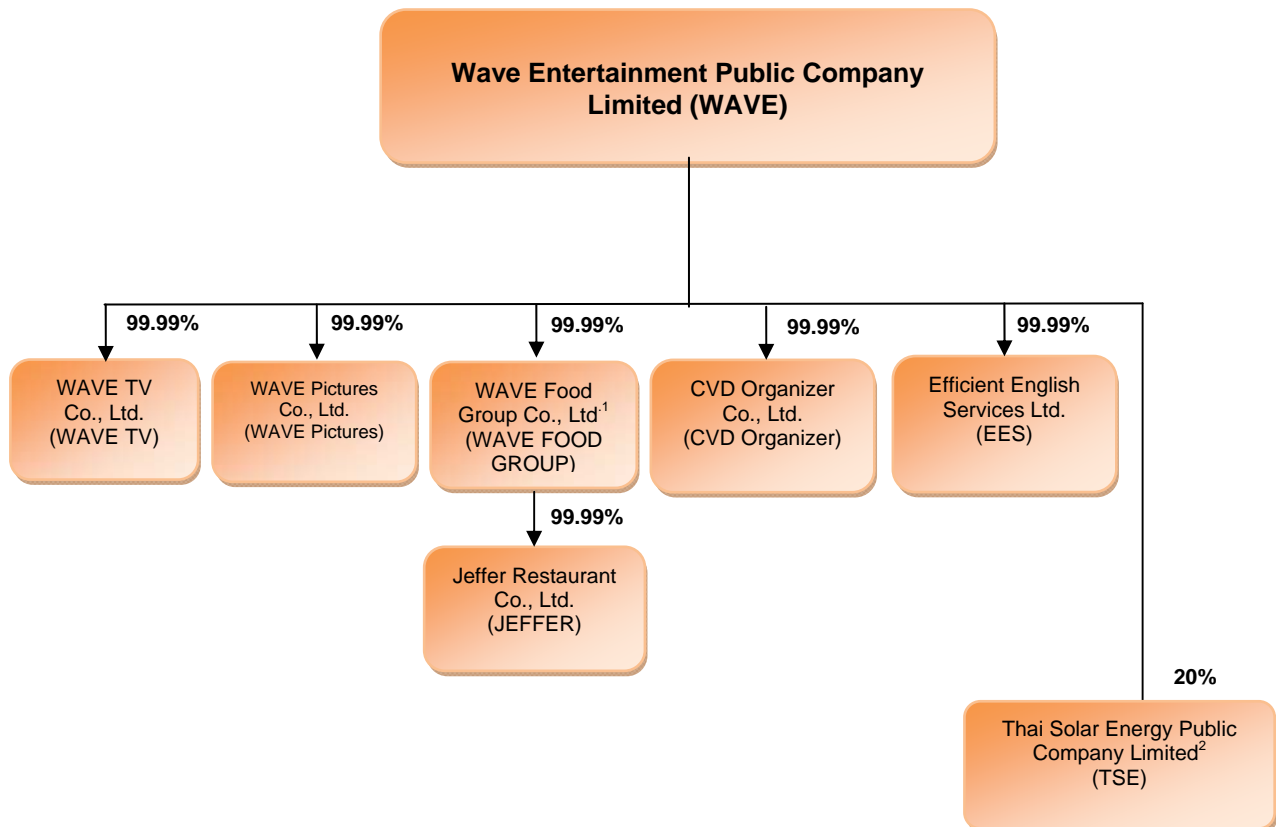 Wave Entertainment Public Company
Limited (WAVE)
99.99%
99.99%
99.99%
99.99%
99.99%
WAVE TV
Co., Ltd.
(WAVE TV)
WAVE Pictures
Co., Ltd.
(WAVE Pictures)
WAVE Food
Group Co., Ltd.1
(WAVE FOOD
GROUP)
CVD Organizer
Co., Ltd.
(CVD Organizer)
Efficient English
Services Ltd.
(EES)
99.99%
Jeffer Restaurant
Co., Ltd.
(JEFFER)
20%
Thai Solar Energy Public
Company Limited2
(TSE)